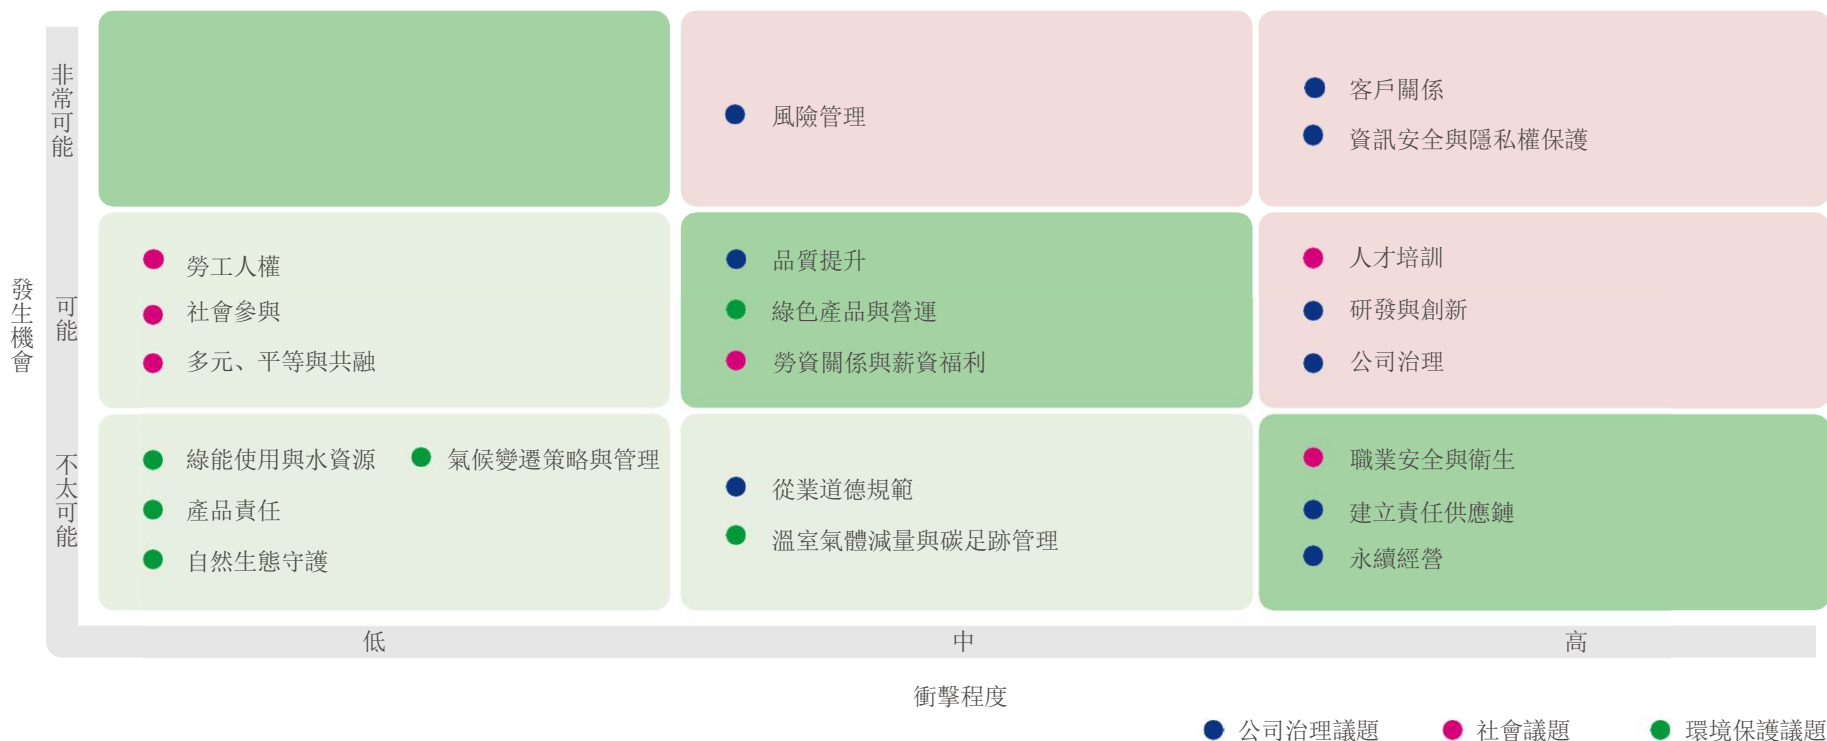 發生機會
非常可能
風險管理
客戶關係
資訊安全與隱私權保護
可能
勞工人權
社會參與
多元、平等與共融
品質提升
綠色產品與營運
勞資關係與薪資福利
人才培訓
研發與創新
公司治理
不太可能
綠能使用與水資源
氣候變遷策略與管理
產品責任
自然生態守護
從業道德規範
溫室氣體減量與碳足跡管理
職業安全與衛生
建立責任供應鏈
永續經營
低
中
高
衝擊程度
公司治理議題
社會議題
環境保護議題